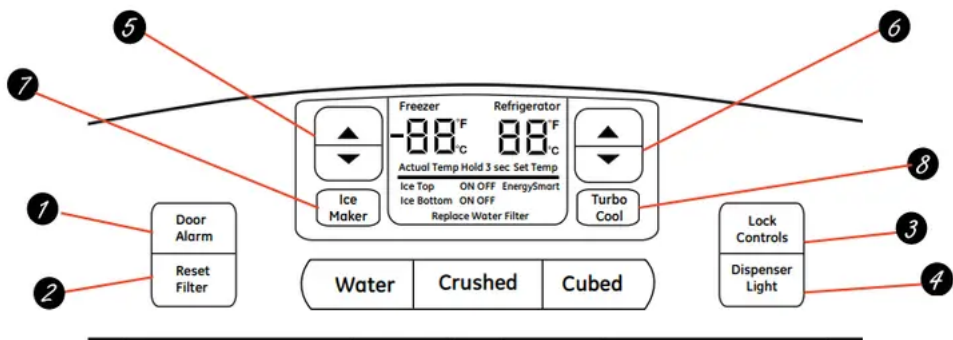 5
6
7
Freezer Refrigerator
-88°F 88°F
°C °C
Actual Temp Hold 3 sec Set Temp
Ice Top ON OFF EnergySmart
Ice Bottom ON OFF
Replace Water Filter
Ice
Maker
Turbo
Cool
8
1
Door
Alarm
Reset
Filter
2
Water Crushed Cubed
Lock
Controls
3
Dispenser
Light
4